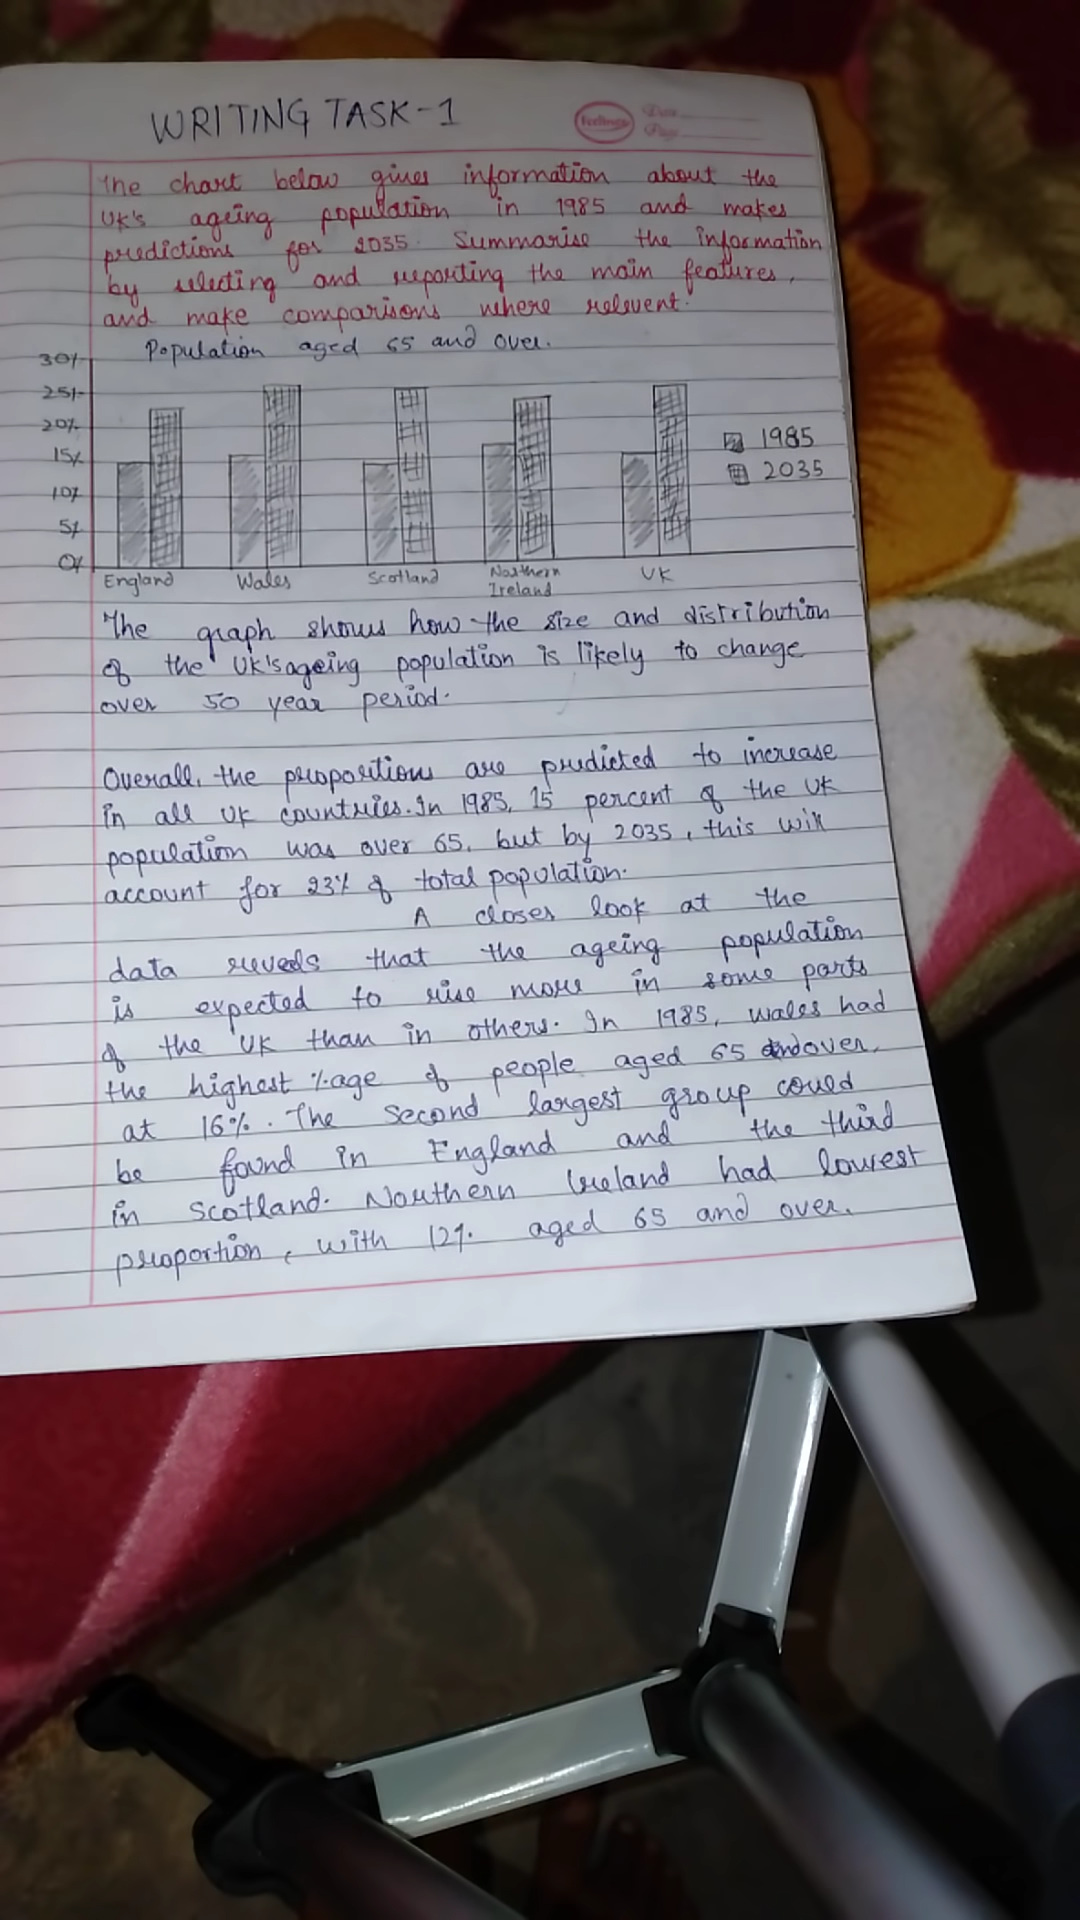 WRITING TASK-1
Feelings
Date
Page
The chart below gives information about the
UK's ageing population in 1985 and makes
predictions for 2035. Summarise the information
by selecting and reporting the main features,
and make comparisons where relevent.
Population aged 65 and over.
30%
25%
20%
15%
10%
5%
0%
1985
2035
England Wales Scotland Northern Ireland UK
The graph shows how the size and distribution
of the UK's ageing population is likely to change
over 50 year period.
Overall, the proportions are predicted to increase
in all UK countries. In 1985, 15 percent of the UK
population was over 65, but by 2035, this will
account for 23% of total population.
A closer look at the
data reveals that the ageing population
is expected to rise more in some parts
of the UK than in others. In 1985, wales had
the highest %age of people aged 65 and over,
at 16%. The second largest group could
be found in England and the third
in Scotland. Northern Ireland had lowest
proportion, with 12% aged 65 and over.